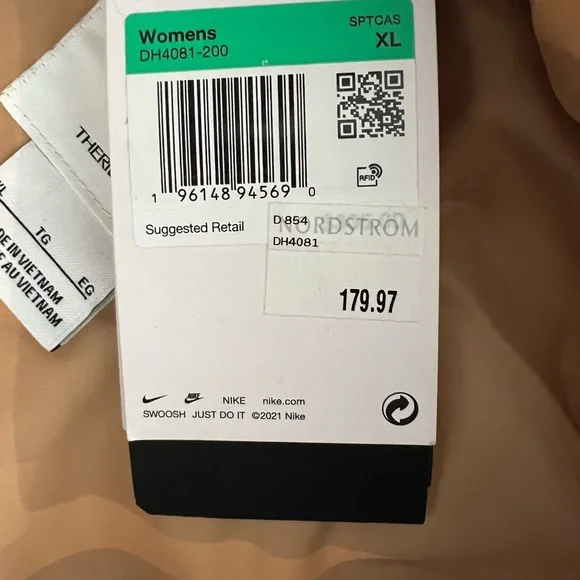 Womens
SPTCAS
DH4081-200
XL
1 96148 94569 0
RFID
Suggested Retail
D 854
NORDSTROM
DH4081
179.97
NIKE nike.com
SWOOSH JUST DO IT ©2021 Nike
TG
EG
DE IN VIETNAM
AU VIETNAM